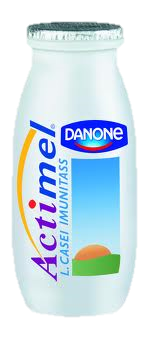 DANONE
Actimel
L. CASEI IMUNITASS